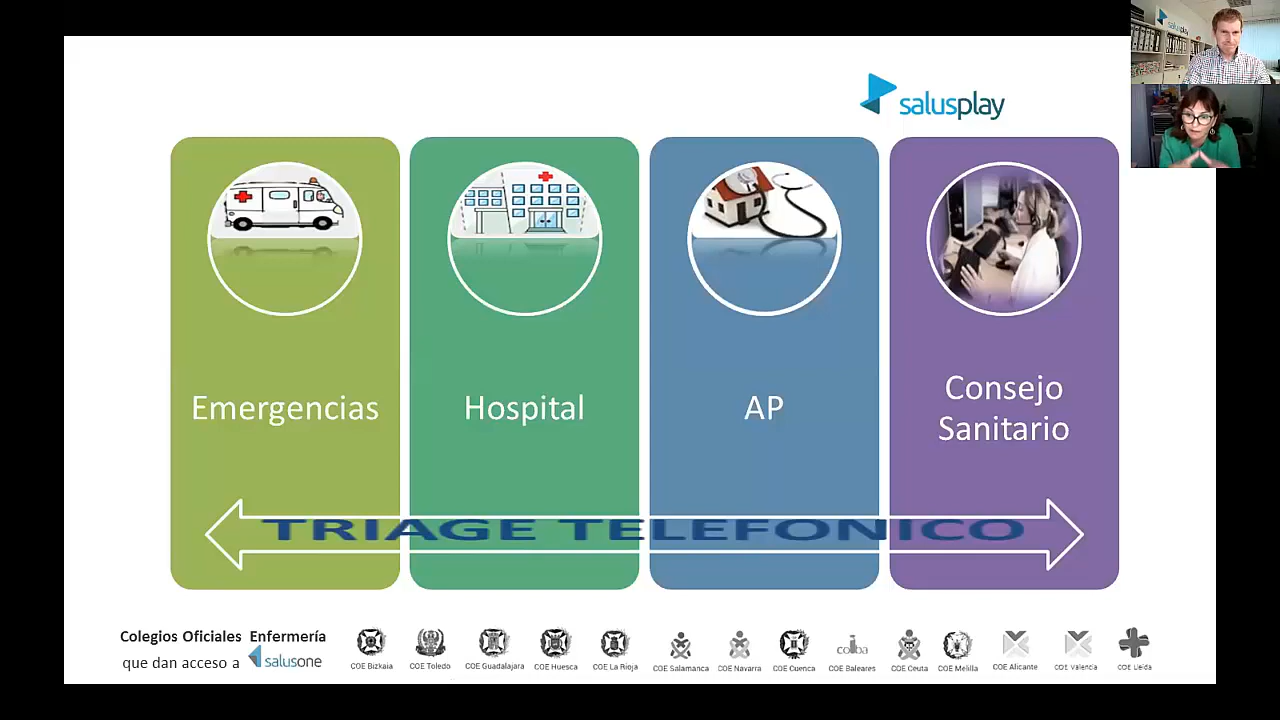 salusplay
salusplay
Emergencias
Hospital
AP
Consejo
Sanitario
TRIAGE TELEFONICO
Colegios Oficiales Enfermería
que dan acceso a salusone
COE Bizkaia
COE Toledo
COE Guadalajara
COE Huesca
COE La Rioja
COE Salamanca
COE Navarra
COE Cuenca
coiba
COE Baleares
COE Ceuta
COE Melilla
COE Alicante
COE Valencia
COE Lleida